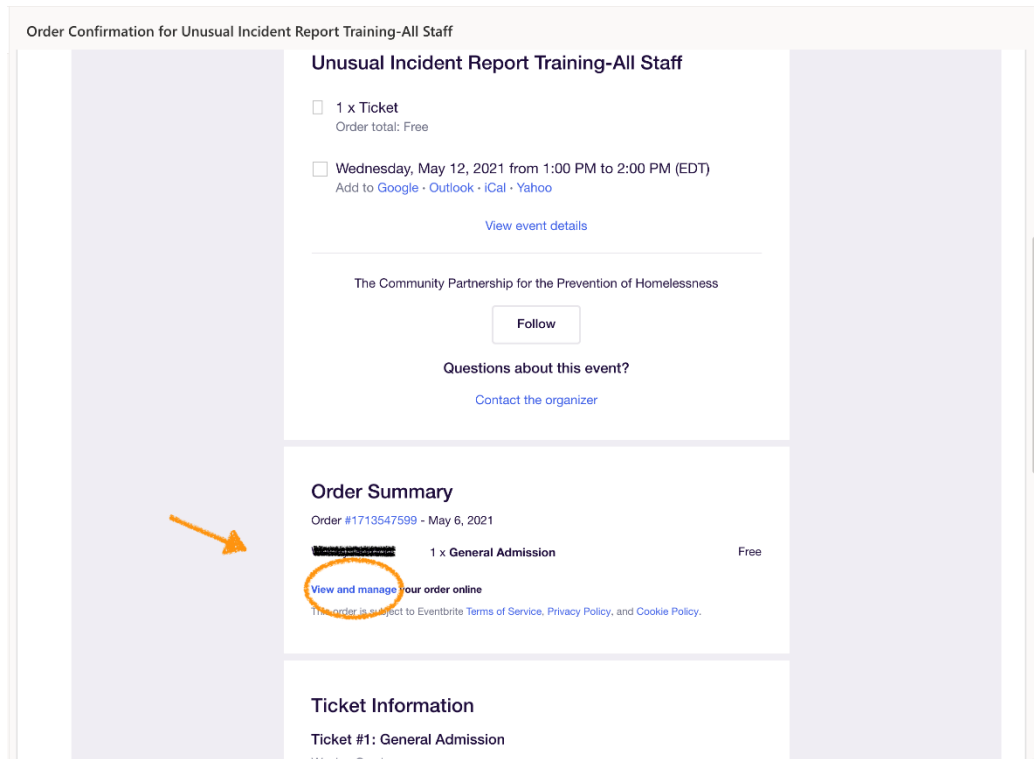 Order Confirmation for Unusual Incident Report Training-All Staff
Unusual Incident Report Training-All Staff
1 x Ticket
Order total: Free
Wednesday, May 12, 2021 from 1:00 PM to 2:00 PM (EDT)
Add to Google · Outlook · iCal · Yahoo
View event details
The Community Partnership for the Prevention of Homelessness
Follow
Questions about this event?
Contact the organizer
Order Summary
Order #1713547599 - May 6, 2021
1 x General Admission Free
View and manage your order online
This order is subject to Eventbrite Terms of Service, Privacy Policy, and Cookie Policy.
Ticket Information
Ticket #1: General Admission